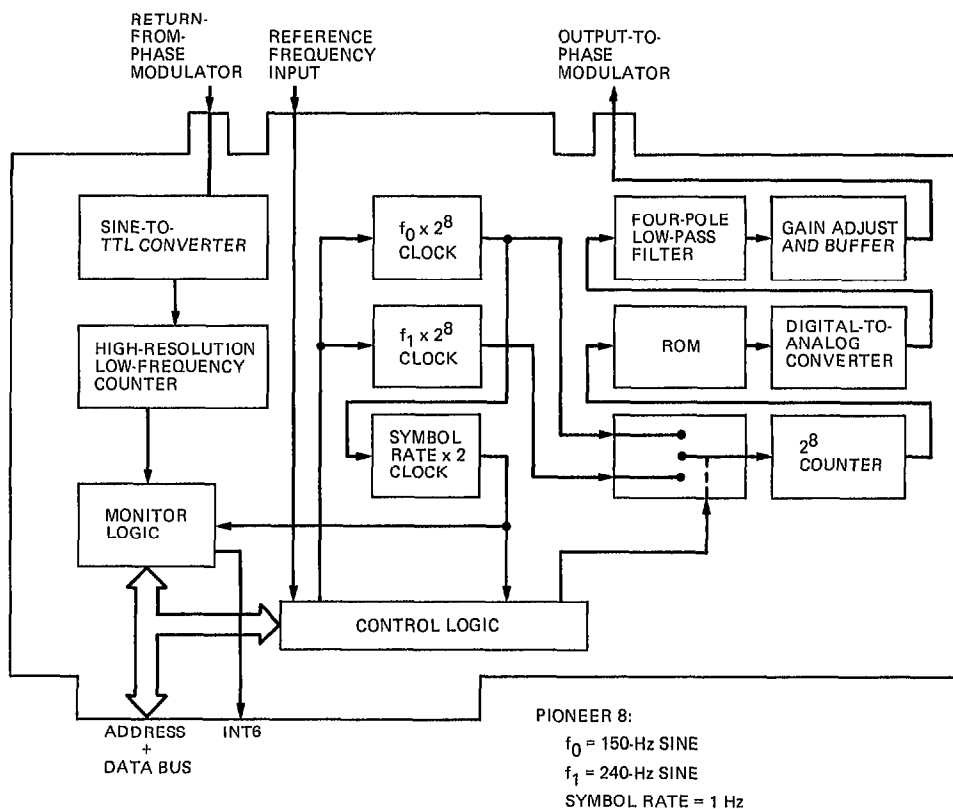 RETURN-
FROM-
PHASE
MODULATOR
REFERENCE
FREQUENCY
INPUT
OUTPUT-TO-
PHASE
MODULATOR
SINE-TO-
TTL CONVERTER
f0 x 2^8
CLOCK
FOUR-POLE
LOW-PASS
FILTER
GAIN ADJUST
AND BUFFER
HIGH-RESOLUTION
LOW-FREQUENCY
COUNTER
f1 x 2^8
CLOCK
ROM
DIGITAL-TO-
ANALOG
CONVERTER
SYMBOL
RATE x 2
CLOCK
2^8
COUNTER
MONITOR
LOGIC
CONTROL LOGIC
ADDRESS
+
DATA BUS
INT6
PIONEER 8:
f0 = 150-Hz SINE
f1 = 240-Hz SINE
SYMBOL RATE = 1 Hz